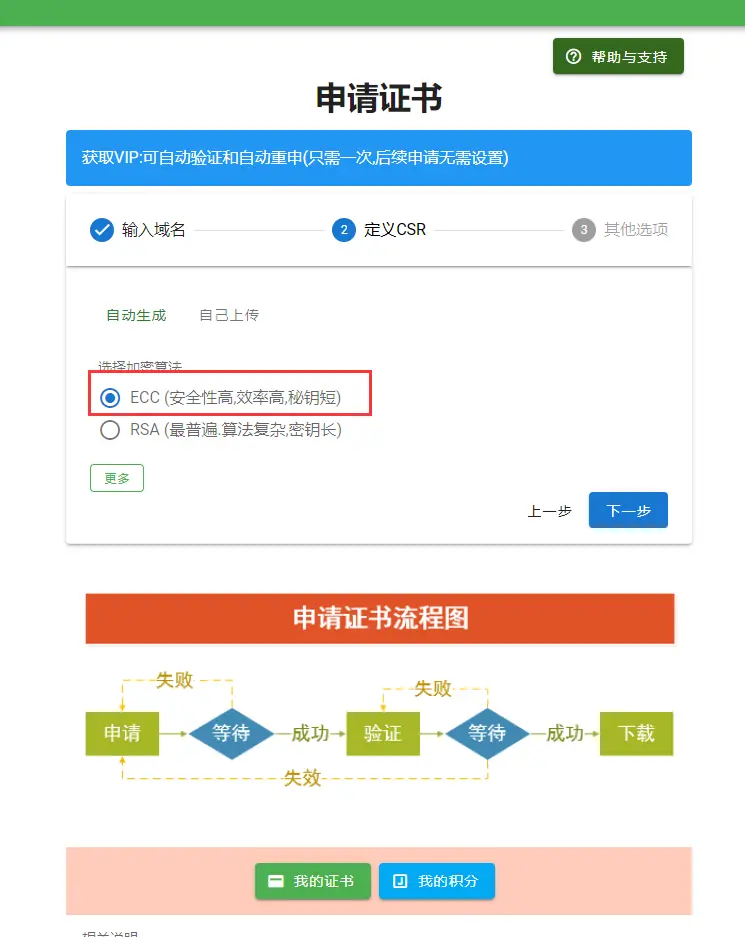 帮助与支持
申请证书
获取VIP:可自动验证和自动重申(只需一次,后续申请无需设置)
输入域名 2 定义CSR 3 其他选项
自动生成 自己上传
选择加密算法
ECC (安全性高,效率高,秘钥短)
RSA (最普遍.算法复杂,密钥长)
更多
上一步 下一步
申请证书流程图
失败 失败
申请 等待 成功 验证 等待 成功 下载
失效
我的证书 我的积分
相关说明